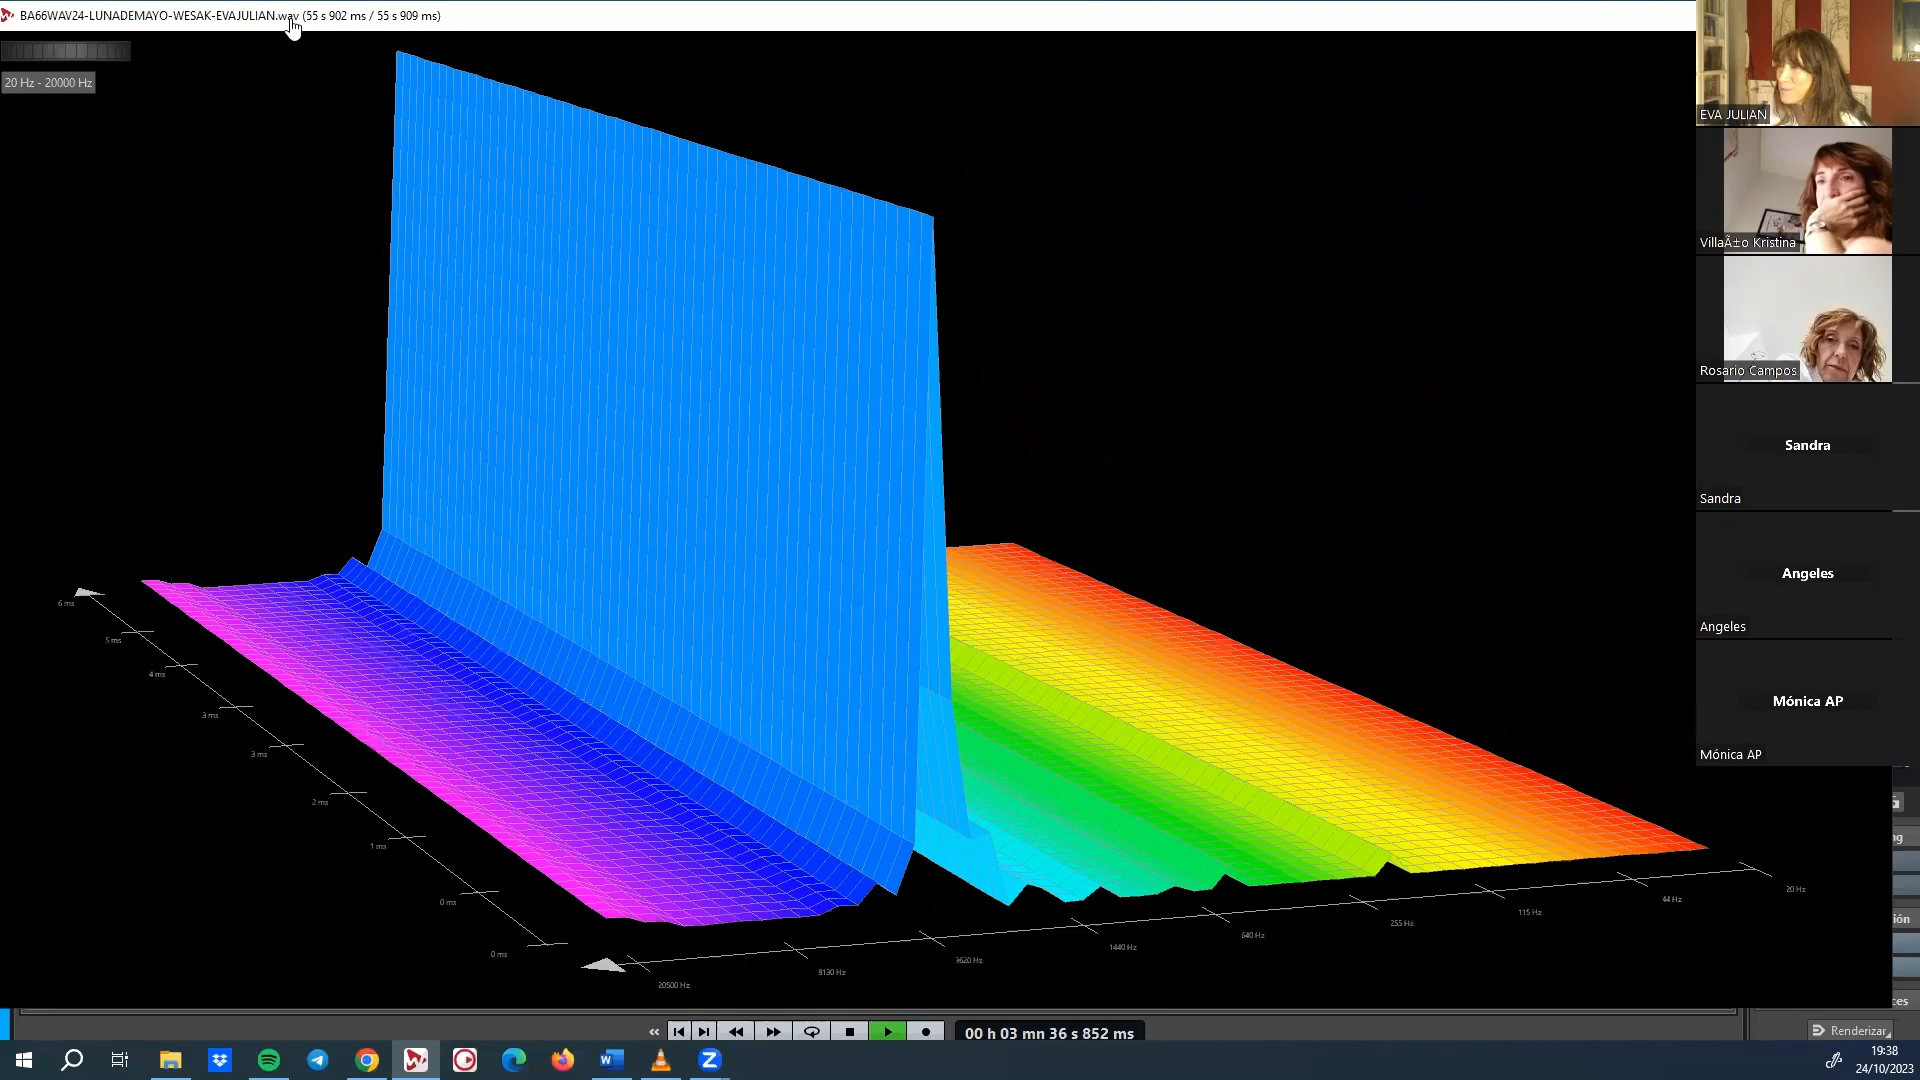 BA66WAV24-LUNADEMAYO-WESAK-EVAJULIAN.wav (55 s 902 ms / 55 s 909 ms)
20 Hz - 20000 Hz
EVA JULIAN
VillaÃ±o Kristina
Rosario Campos
Sandra
Sandra
Angeles
Angeles
Mónica AP
Mónica AP
6 ms
5 ms
4 ms
3 ms
3 ms
2 ms
1 ms
0 ms
0 ms
20500 Hz
8130 Hz
3620 Hz
1440 Hz
640 Hz
255 Hz
115 Hz
44 Hz
20 Hz
ng
ión
ces
00 h 03 mn 36 s 852 ms
Renderizar
19:38
24/10/2023